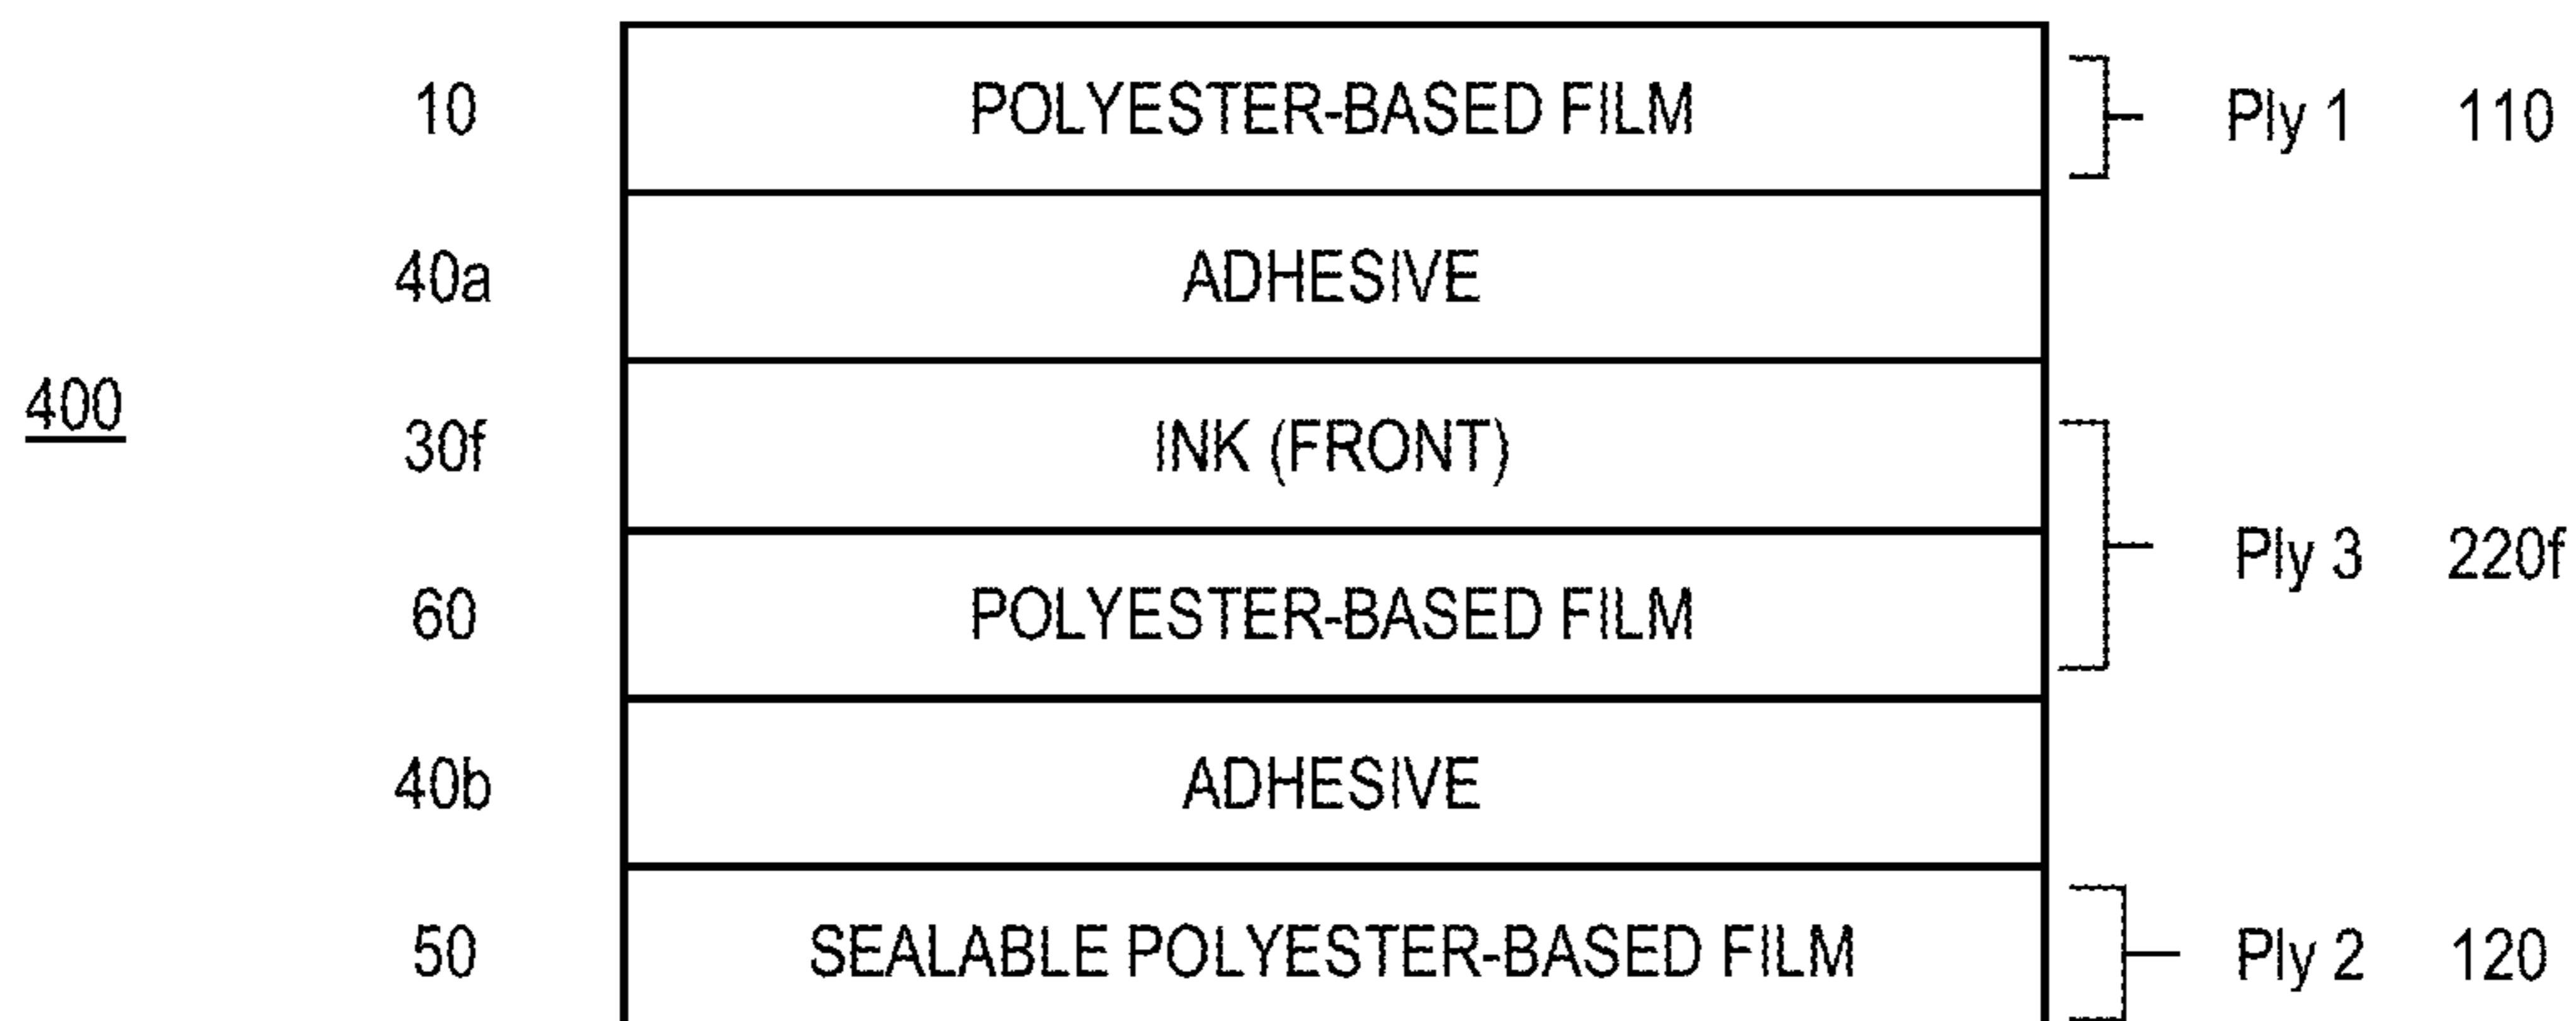 10 POLYESTER-BASED FILM Ply 1 110
40a ADHESIVE
400
30f INK (FRONT)
Ply 3 220f
60 POLYESTER-BASED FILM
40b ADHESIVE
50 SEALABLE POLYESTER-BASED FILM Ply 2 120